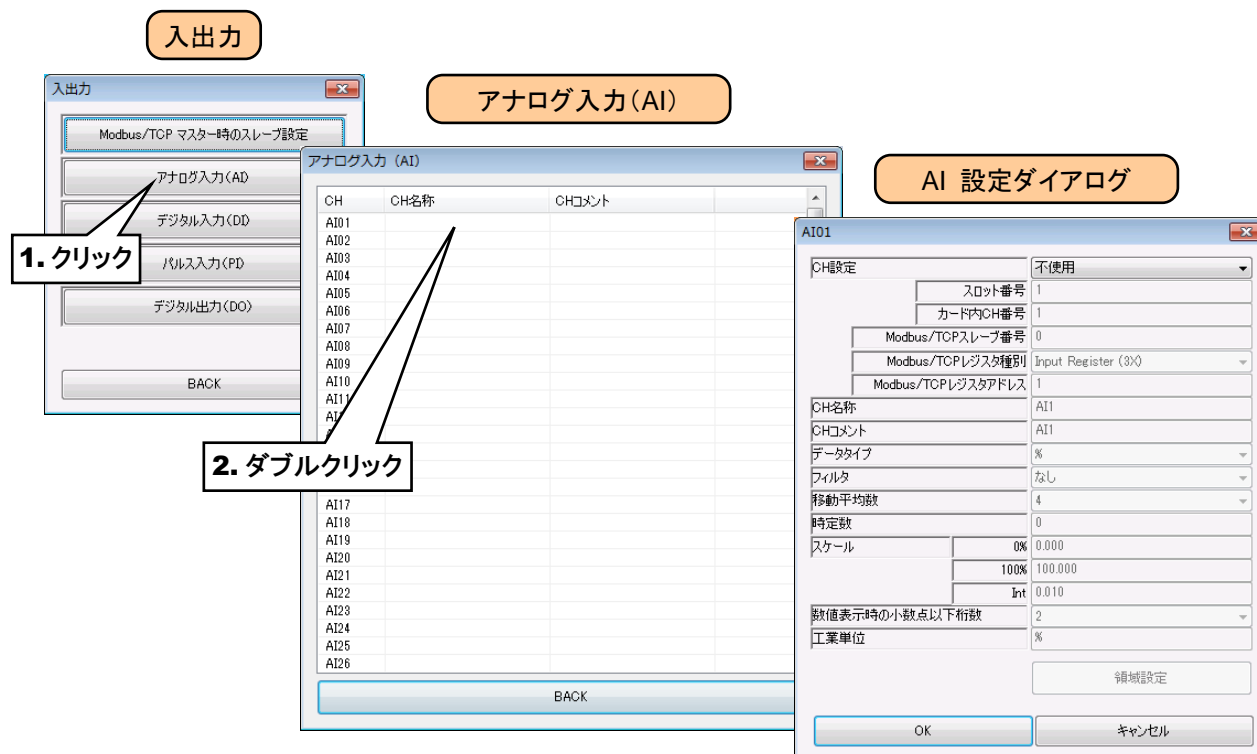 入出力
入出力
Modbus/TCP マスター時のスレーブ設定
アナログ入力(AI)
デジタル入力(DI)
パルス入力(PI)
デジタル出力(DO)
BACK
1. クリック
アナログ入力(AI)
アナログ入力 (AI)
CH CH名称 CHコメント
AI01
AI02
AI03
AI04
AI05
AI06
AI07
AI08
AI09
AI10
AI11
2. ダブルクリック
AI17
AI18
AI19
AI20
AI21
AI22
AI23
AI24
AI25
AI26
BACK
AI 設定ダイアログ
AI01
CH設定 不使用
スロット番号 1
カード内CH番号 1
Modbus/TCPスレーブ番号 0
Modbus/TCPレジスタ種別 Input Register (3X)
Modbus/TCPレジスタアドレス 1
CH名称 AI1
CHコメント AI1
データタイプ %
フィルタ なし
移動平均数 4
時定数 0
スケール 0% 0.000
100% 100.000
Int 0.010
数値表示時の小数点以下桁数 2
工業単位 %
領域設定
OK キャンセル